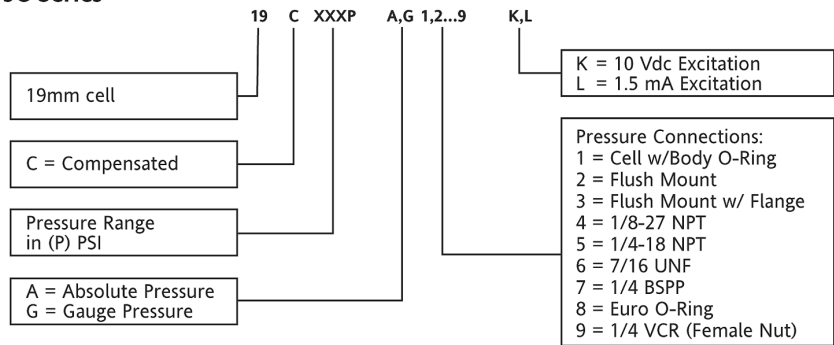 19 C XXXP A,G 1,2...9 K,L
K = 10 Vdc Excitation
L = 1.5 mA Excitation
19mm cell
C = Compensated
Pressure Range
in (P) PSI
A = Absolute Pressure
G = Gauge Pressure
Pressure Connections:
1 = Cell w/Body O-Ring
2 = Flush Mount
3 = Flush Mount w/ Flange
4 = 1/8-27 NPT
5 = 1/4-18 NPT
6 = 7/16 UNF
7 = 1/4 BSPP
8 = Euro O-Ring
9 = 1/4 VCR (Female Nut)